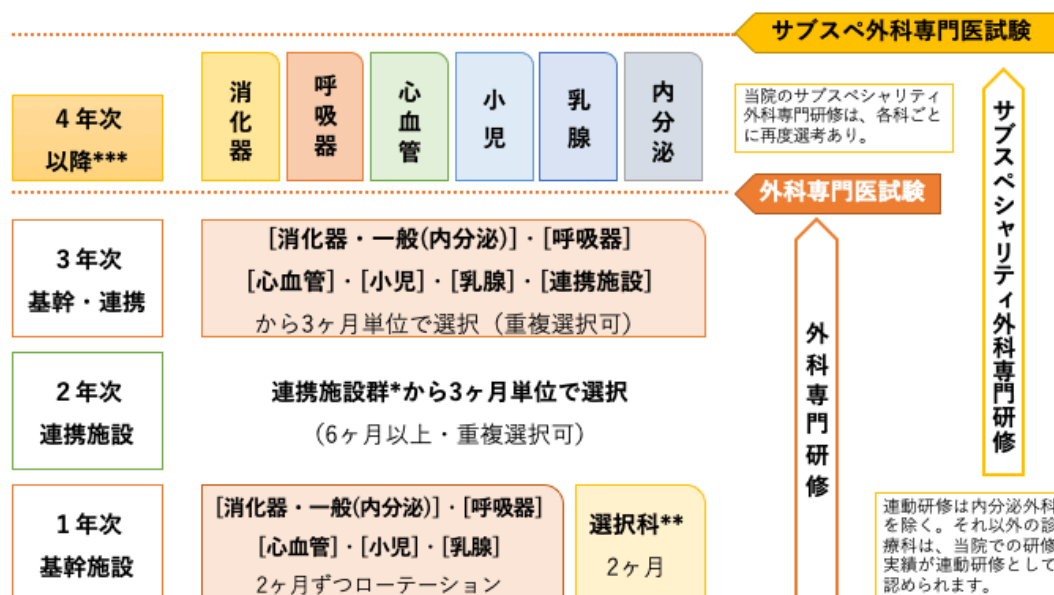 サブスペ外科専門医試験
4年次
以降***
消化器
呼吸器
心血管
小児
乳腺
内分泌
当院のサブスペシャリティ
外科専門研修は、各科ごと
に再度選考あり。
外科専門医試験
サブスペシャリティ外科専門研修
3年次
基幹・連携
[消化器・一般(内分泌)]・[呼吸器]
[心血管]・[小児]・[乳腺]・[連携施設]
から3ヶ月単位で選択（重複選択可）
外科専門研修
2年次
連携施設
連携施設群*から3ヶ月単位で選択
（6ヶ月以上・重複選択可）
1年次
基幹施設
[消化器・一般(内分泌)]・[呼吸器]
[心血管]・[小児]・[乳腺]
2ヶ月ずつローテーション
選択科**
2ヶ月
連動研修は内分泌外科
を除く。それ以外の診
療科は、当院での研修
実績が連動研修として
認められます。